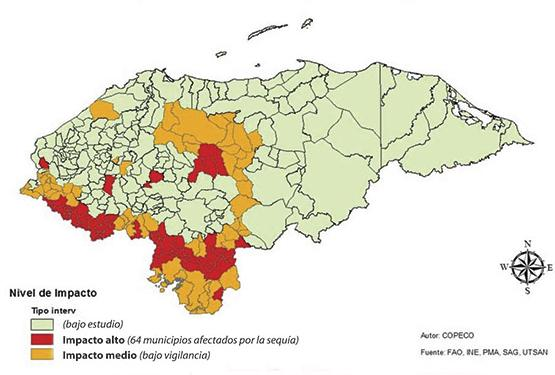 N
W
E
S
Nivel de Impacto
Tipo interv
(bajo estudio)
Impacto alto (64 municipios afectados por la sequía)
Impacto medio (bajo vigilancia)
Autor: COPECO
Fuente: FAO, INE, PMA, SAG, UTSAN